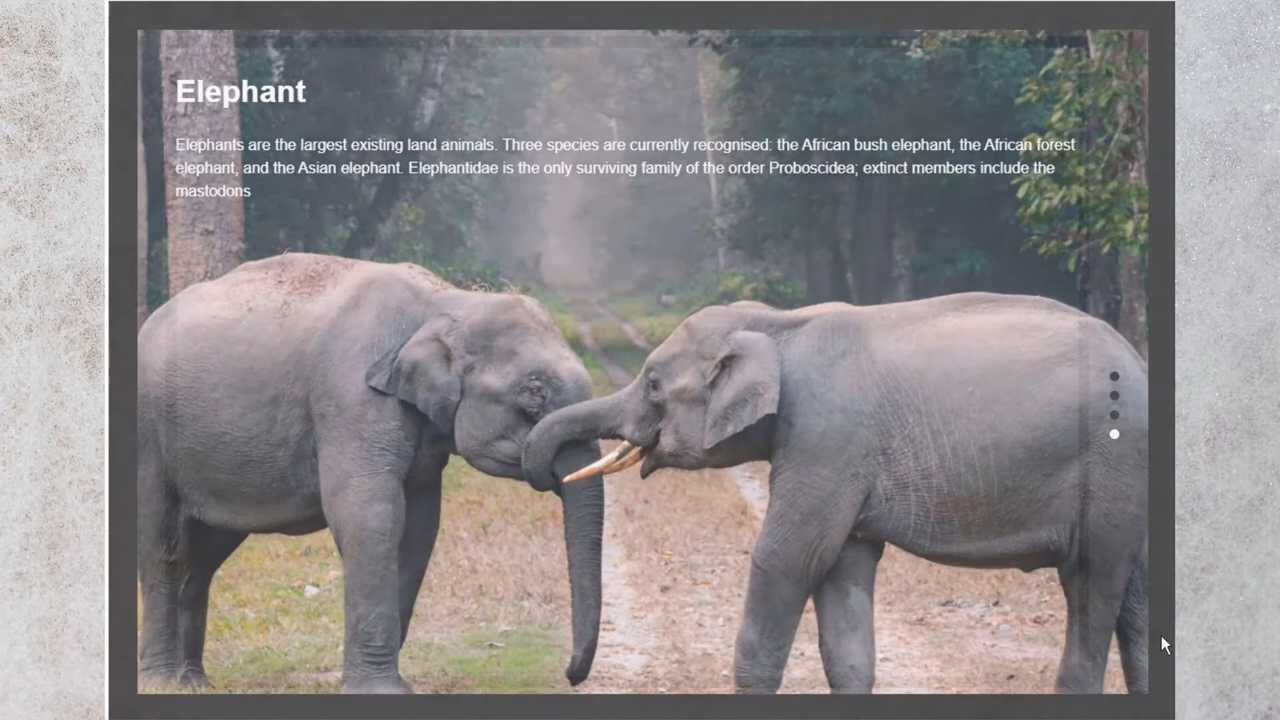 Elephant
Elephants are the largest existing land animals. Three species are currently recognised: the African bush elephant, the African forest
elephant, and the Asian elephant. Elephantidae is the only surviving family of the order Proboscidea; extinct members include the
mastodons